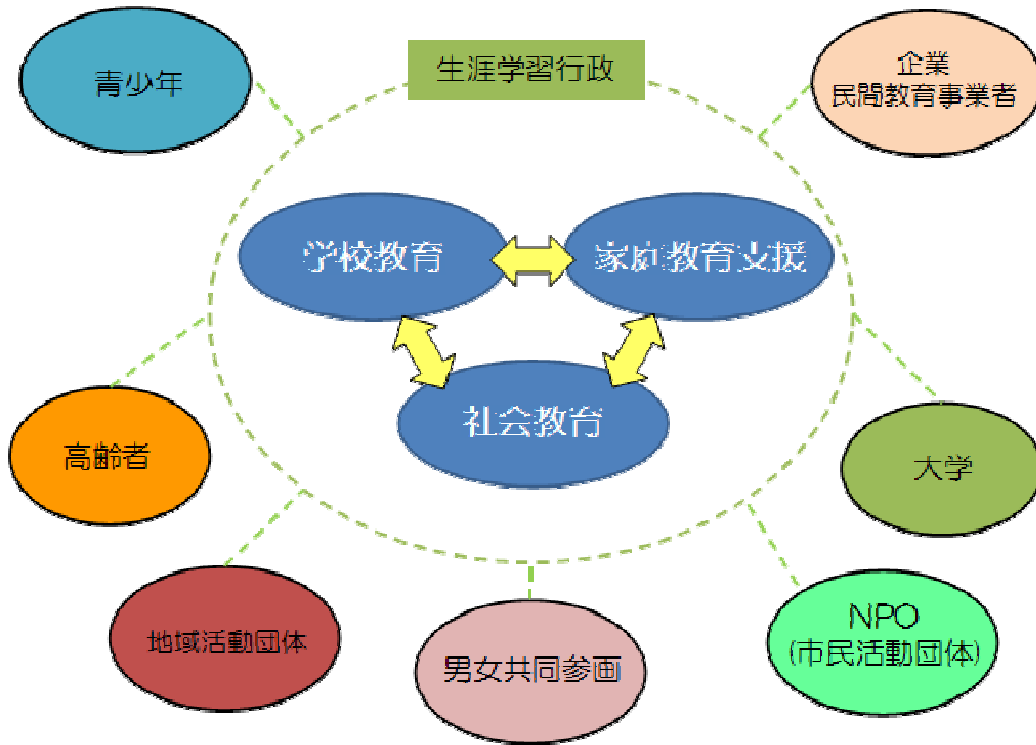 生涯学習行政
青少年
企業
民間教育事業者
学校教育
家庭教育支援
社会教育
高齢者
大学
地域活動団体
男女共同参画
NPO
(市民活動団体)